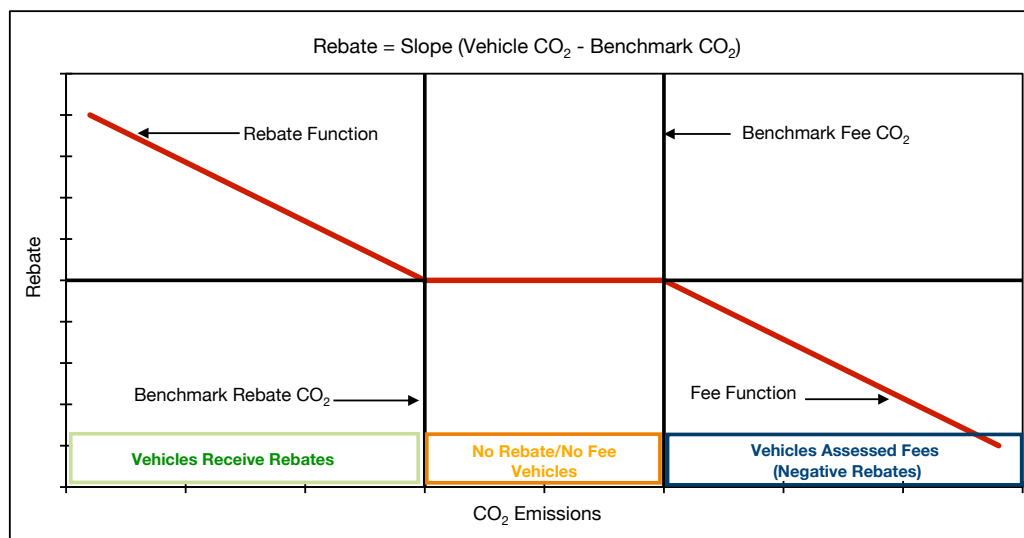 Rebate = Slope (Vehicle CO₂ - Benchmark CO₂)
Rebate Function
Benchmark Fee CO₂
Rebate
Benchmark Rebate CO₂
Fee Function
Vehicles Receive Rebates
No Rebate/No Fee
Vehicles
Vehicles Assessed Fees
(Negative Rebates)
CO₂ Emissions